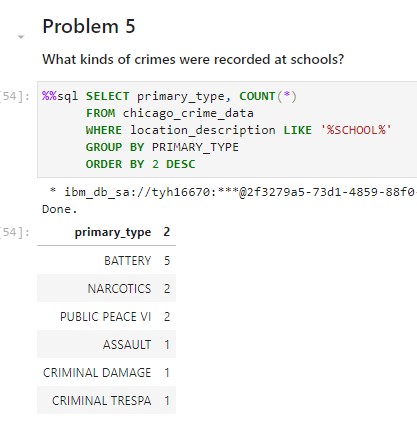 Problem 5
What kinds of crimes were recorded at schools?
54]: %%sql SELECT primary_type, COUNT(*)
FROM chicago_crime_data
WHERE location_description LIKE '%SCHOOL%'
GROUP BY PRIMARY_TYPE
ORDER BY 2 DESC
* ibm_db_sa://tyh16670:***@2f3279a5-73d1-4859-88f0-
Done.
54]: primary_type 2
BATTERY 5
NARCOTICS 2
PUBLIC PEACE VI 2
ASSAULT 1
CRIMINAL DAMAGE 1
CRIMINAL TRESPA 1